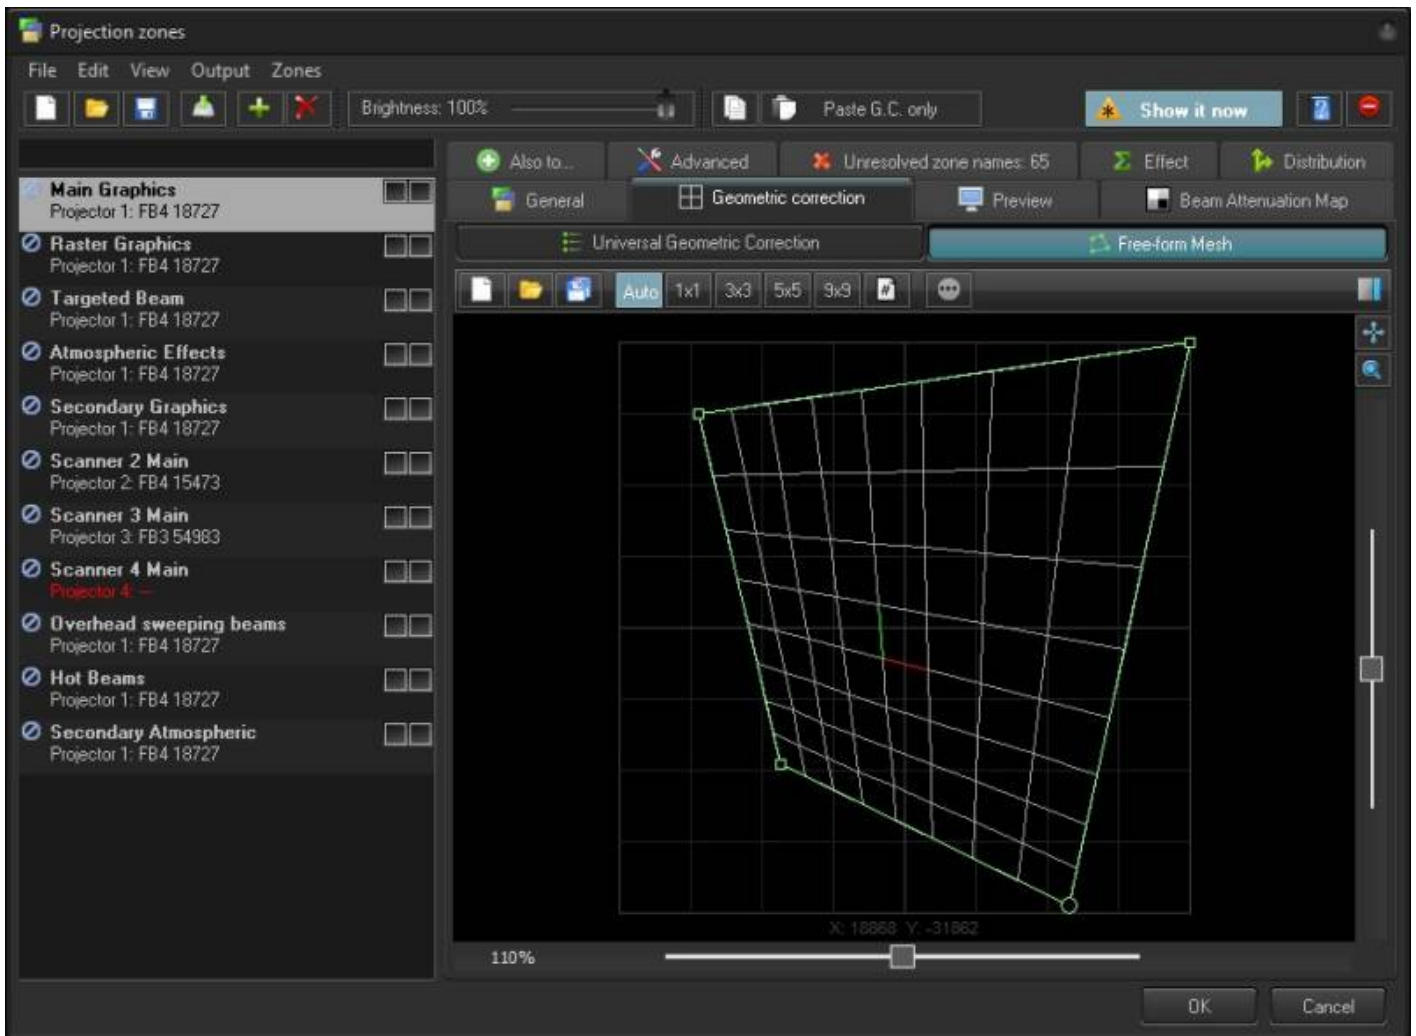 Projection zones
File Edit View Output Zones
Brightness: 100% Paste G.C. only Show it now
Also to... Advanced Unresolved zone names: 65 Effect Distribution
General Geometric correction Preview Beam Attenuation Map
Universal Geometric Correction Free-form Mesh
Auto 1x1 3x3 5x5 9x9 #
Main Graphics
Projector 1: FB4 18727
Raster Graphics
Projector 1: FB4 18727
Targeted Beam
Projector 1: FB4 18727
Atmospheric Effects
Projector 1: FB4 18727
Secondary Graphics
Projector 1: FB4 18727
Scanner 2 Main
Projector 2: FB4 15473
Scanner 3 Main
Projector 3: FB3 54983
Scanner 4 Main
Projector 4: --
Overhead sweeping beams
Projector 1: FB4 18727
Hot Beams
Projector 1: FB4 18727
Secondary Atmospheric
Projector 1: FB4 18727
X: 18868 Y: -31862
110%
OK Cancel